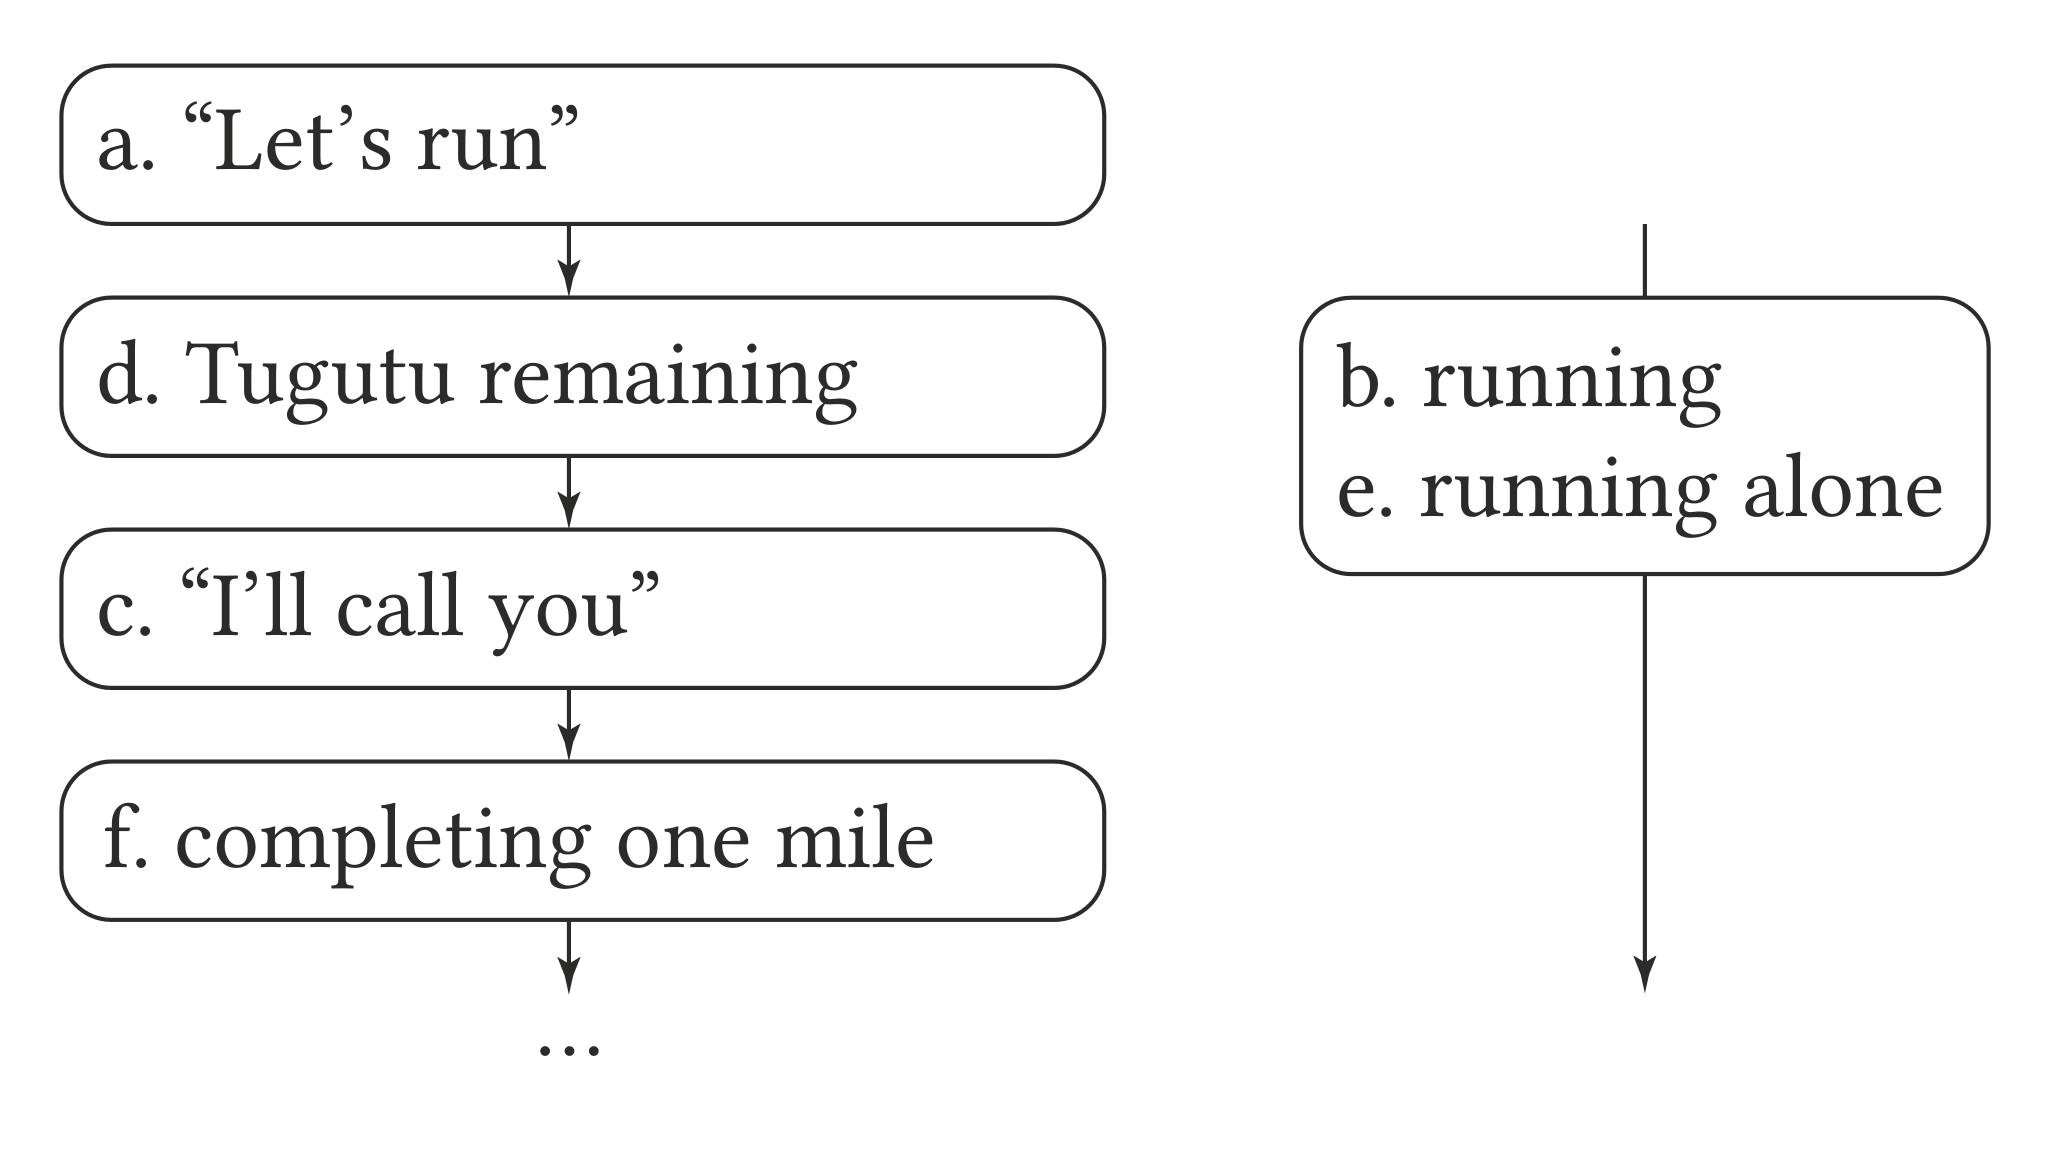 a. “Let’s run”
d. Tugutu remaining
c. “I’ll call you”
f. completing one mile
...
b. running
e. running alone